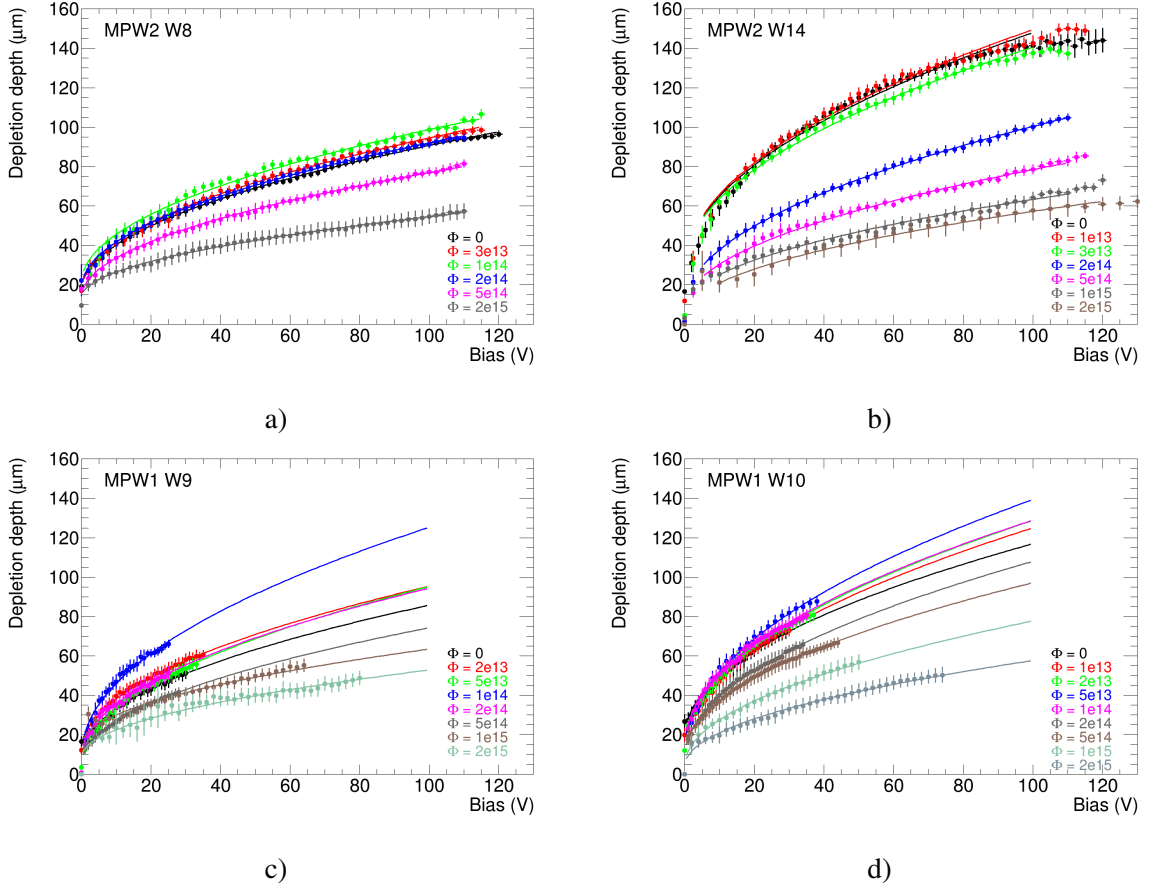 MPW2 W8
Depletion depth (μm)
160
140
120
100
80
60
40
20
0
0 20 40 60 80 100 120
Bias (V)
Φ = 0
Φ = 3e13
Φ = 1e14
Φ = 2e14
Φ = 5e14
Φ = 2e15
a)
MPW2 W14
Depletion depth (μm)
160
140
120
100
80
60
40
20
0
0 20 40 60 80 100 120
Bias (V)
Φ = 0
Φ = 1e13
Φ = 3e13
Φ = 2e14
Φ = 5e14
Φ = 1e15
Φ = 2e15
b)
MPW1 W9
Depletion depth (μm)
160
140
120
100
80
60
40
20
0
0 20 40 60 80 100 120
Bias (V)
Φ = 0
Φ = 2e13
Φ = 5e13
Φ = 1e14
Φ = 2e14
Φ = 5e14
Φ = 1e15
Φ = 2e15
c)
MPW1 W10
Depletion depth (μm)
160
140
120
100
80
60
40
20
0
0 20 40 60 80 100 120
Bias (V)
Φ = 0
Φ = 1e13
Φ = 2e13
Φ = 5e13
Φ = 1e14
Φ = 2e14
Φ = 5e14
Φ = 1e15
Φ = 2e15
d)